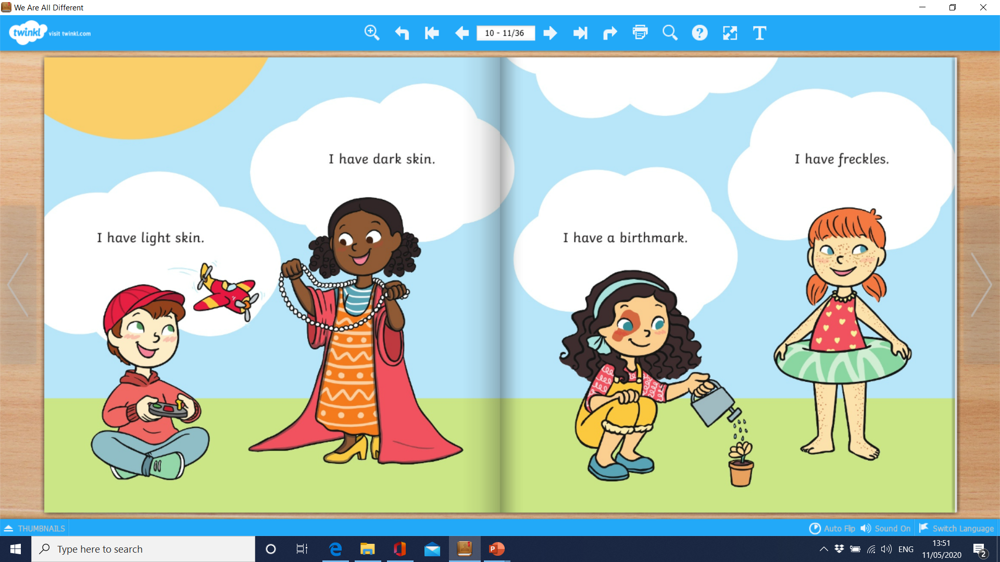 We Are All Different
twinkl visit twinkl.com
10 - 11/36
I have light skin.
I have dark skin.
I have a birthmark.
I have freckles.
THUMBNAILS
Auto Flip
Sound On
Switch Language
Type here to search
ENG
13:51
11/05/2020
2